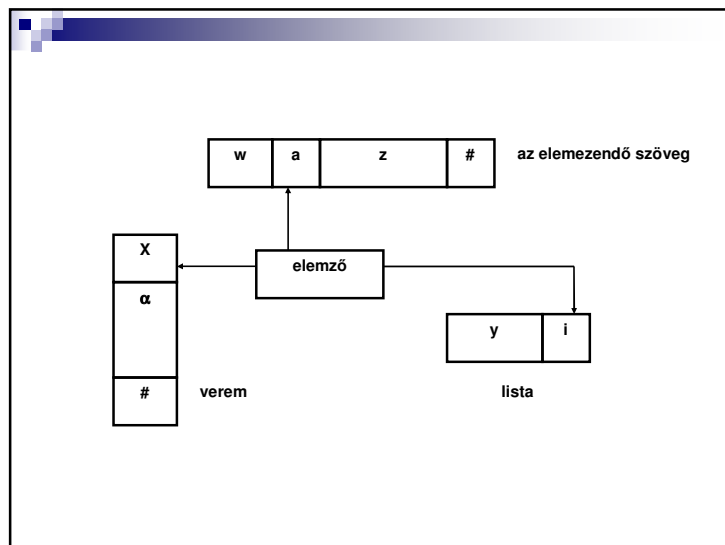 w a z # az elemezendő szöveg
X
elemző
α
y i
# verem lista